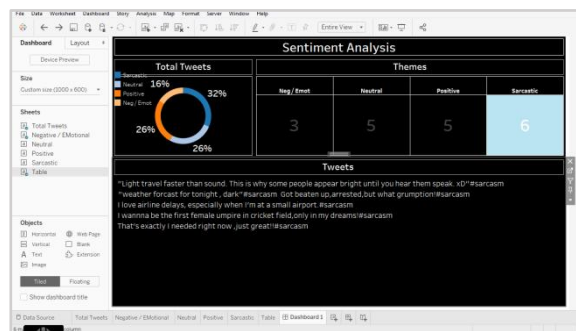 File Data Worksheet Dashboard Story Analysis Map Format Server Window Help
Entire View
Dashboard Layout
Device Preview
Size
Custom size (1000 x 600)
Sheets
Total Tweets
Negative / EMotional
Neutral
Positive
Sarcastic
Table
Objects
Horizontal Web Page
Vertical Blank
Text Extension
Image
Tiled Floating
Show dashboard title
Sentiment Analysis
Total Tweets
Sarcastic
Neutral
Positive
Neg / Emot
16%
32%
26%
26%
Themes
Neg / Emot Neutral Positive Sarcastic
3 5 5 6
Tweets
"Light travel faster than sound. This is why some people appear bright until you hear them speak. xD"#sarcasm
"weather forcast for tonight , dark"#sarcasm Got beaten up,arrested,but what grumption!#sarcasm
I love airline delays, especially when I'm at a small airport.#sarcasm
I wannna be the first female umpire in cricket field,only in my dreams!#sarcasm
That's exactly I needed right now ,just great!!#sarcasm
Data Source Total Tweets Negative / EMotional Neutral Positive Sarcastic Table Dashboard 1